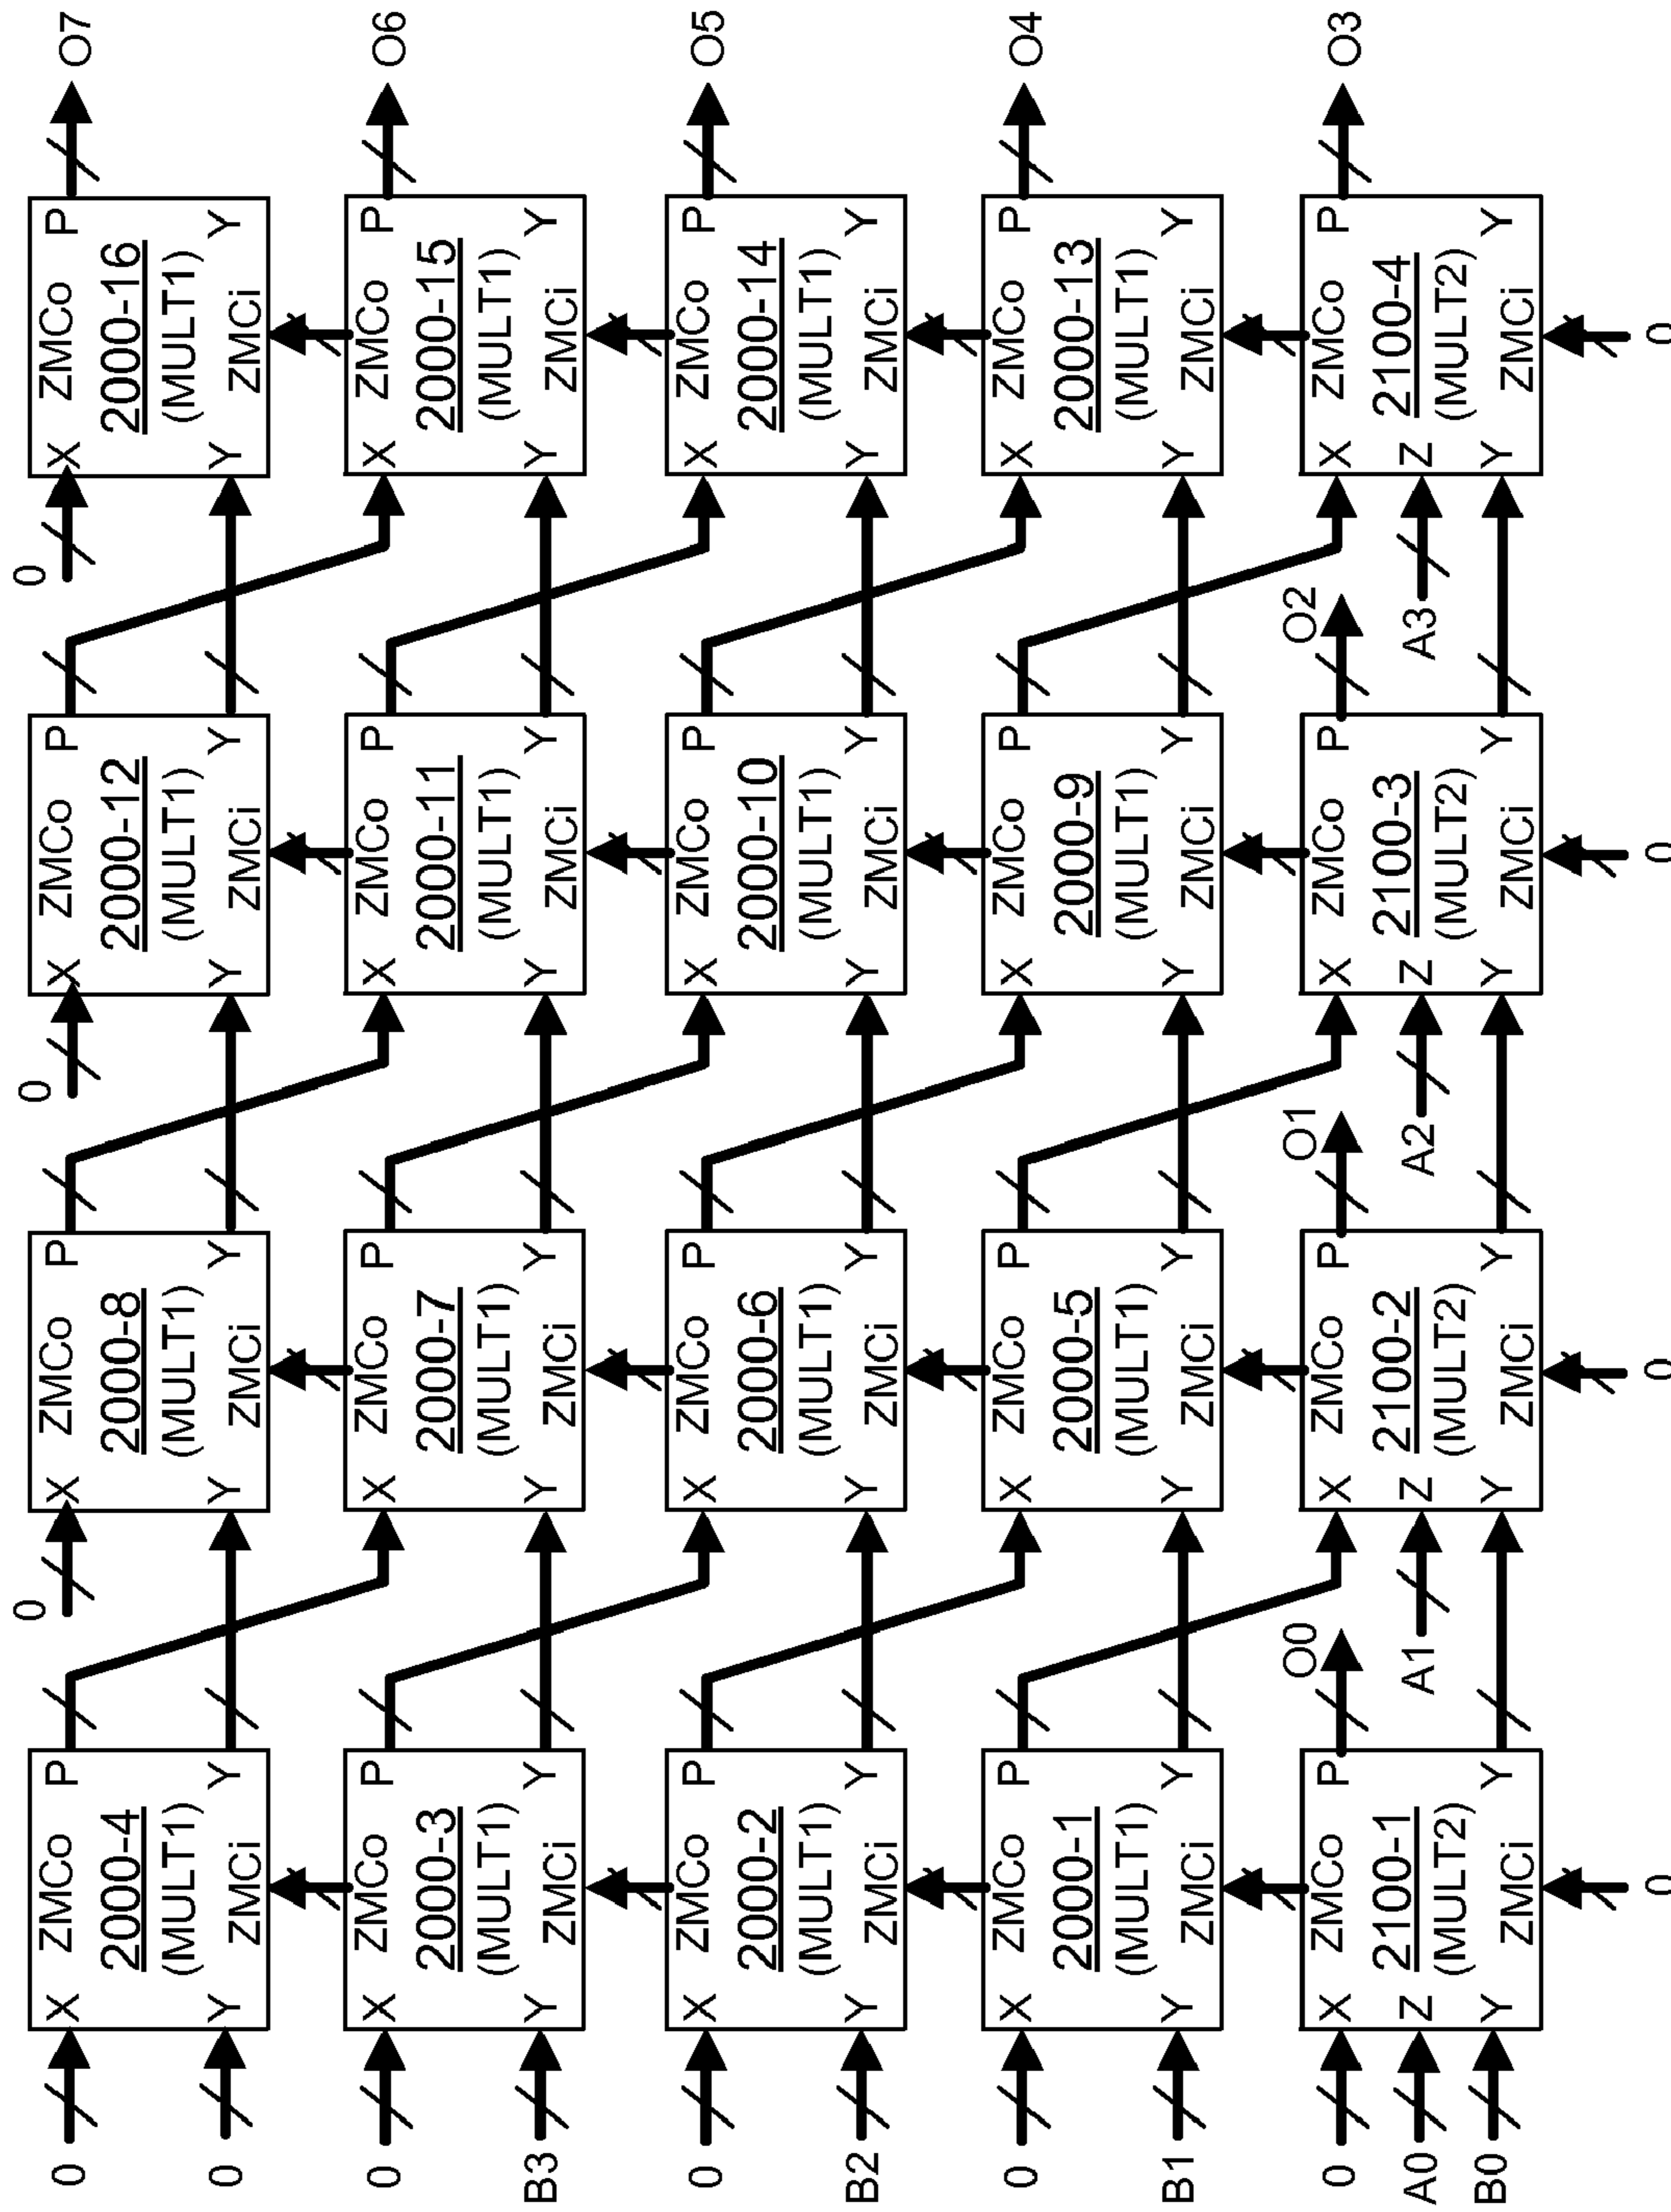 0
0
0
0
X ZMCo P
X ZMCo P
X ZMCo P
X ZMCo P
O7
2000-4
2000-8
2000-12
2000-16
(MULT1)
(MULT1)
(MULT1)
(MULT1)
0
Y ZMCi Y
Y ZMCi Y
Y ZMCi Y
Y ZMCi Y
0
X ZMCo P
X ZMCo P
X ZMCo P
X ZMCo P
O6
2000-3
2000-7
2000-11
2000-15
(MULT1)
(MULT1)
(MULT1)
(MULT1)
B3
Y ZMCi Y
Y ZMCi Y
Y ZMCi Y
Y ZMCi Y
0
X ZMCo P
X ZMCo P
X ZMCo P
X ZMCo P
O5
2000-2
2000-6
2000-10
2000-14
(MULT1)
(MULT1)
(MULT1)
(MULT1)
B2
Y ZMCi Y
Y ZMCi Y
Y ZMCi Y
Y ZMCi Y
0
X ZMCo P
X ZMCo P
X ZMCo P
X ZMCo P
O4
2000-1
2000-5
2000-9
2000-13
(MULT1)
(MULT1)
(MULT1)
(MULT1)
B1
Y ZMCi Y
Y ZMCi Y
Y ZMCi Y
Y ZMCi Y
O0
O1
O2
0
X ZMCo P
X ZMCo P
X ZMCo P
X ZMCo P
O3
A0
Z 2100-1
A1
Z 2100-2
A2
Z 2100-3
A3
Z 2100-4
(MULT2)
(MULT2)
(MULT2)
(MULT2)
B0
Y ZMCi Y
Y ZMCi Y
Y ZMCi Y
Y ZMCi Y
0
0
0
0